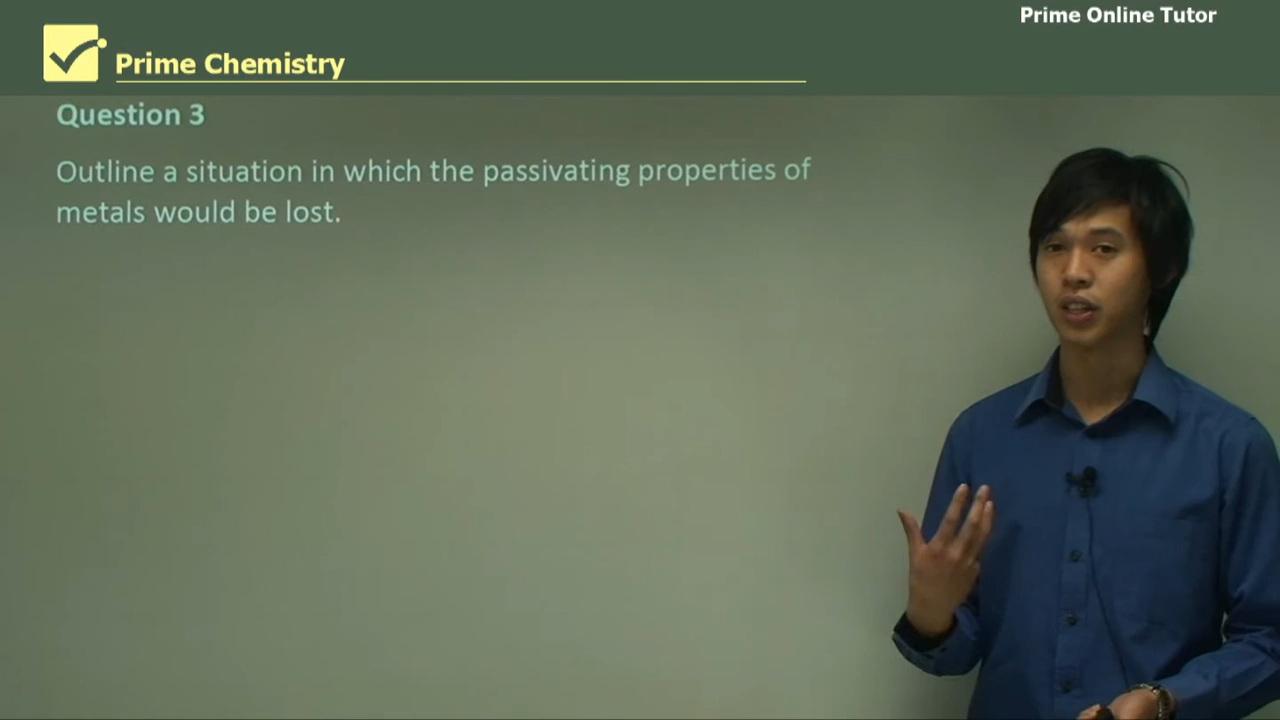 Prime Online Tutor
Prime Chemistry
Question 3
Outline a situation in which the passivating properties of
metals would be lost.